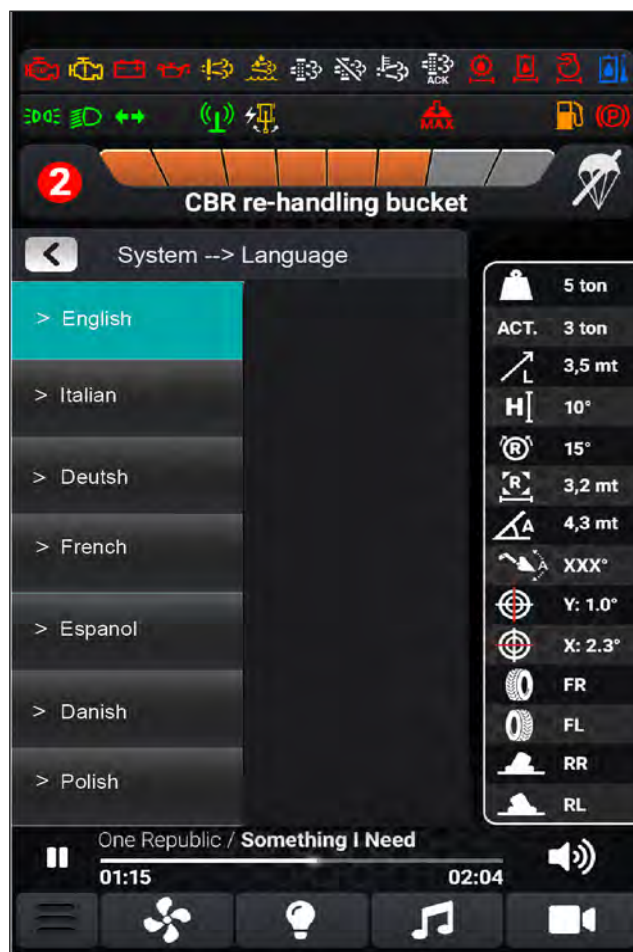 ACK
MAX
2
CBR re-handling bucket
System --> Language
> English
> Italian
> Deutsh
> French
> Espanol
> Danish
> Polish
5 ton
ACT. 3 ton
L 3,5 mt
H 10°
R 15°
R 3,2 mt
A 4,3 mt
A XXX°
Y: 1.0°
X: 2.3°
FR
FL
RR
RL
One Republic / Something I Need
01:15 02:04